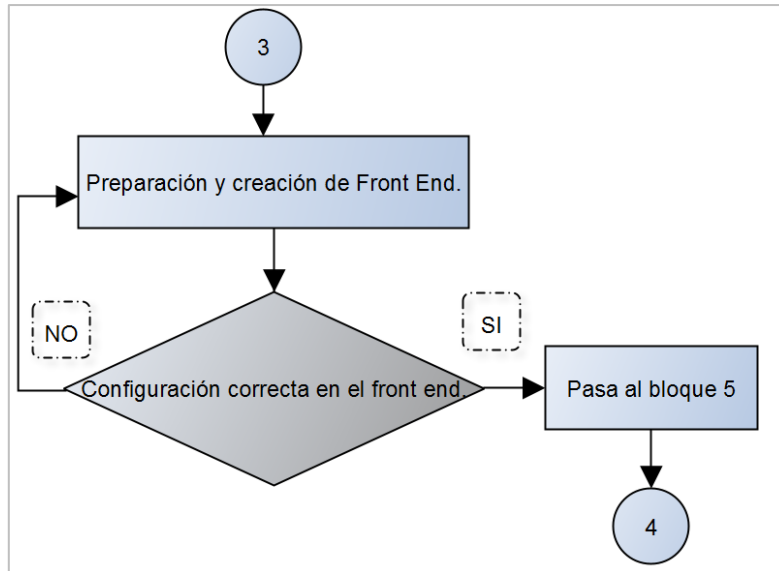 3
Preparación y creación de Front End.
NO
SI
Configuración correcta en el front end.
Pasa al bloque 5
4